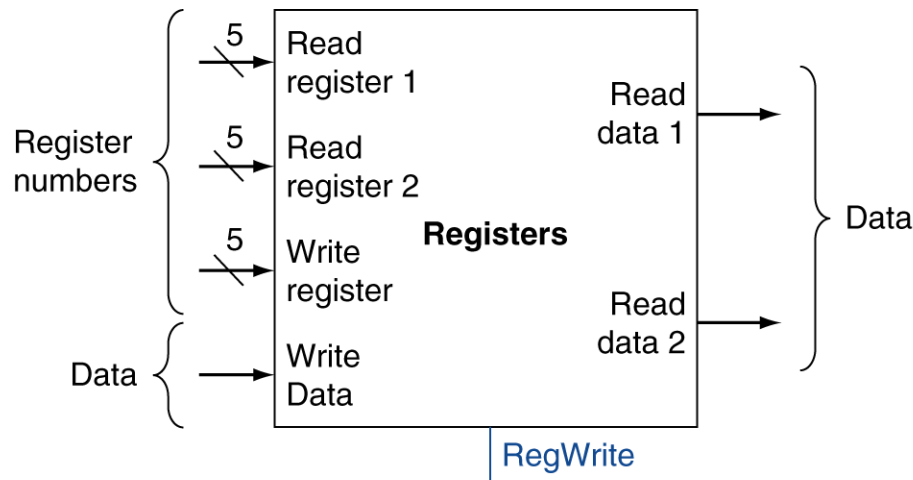 Register
numbers
Data
5
Read
register 1
5
Read
register 2
5
Write
register
Write
Data
Registers
Read
data 1
Read
data 2
Data
RegWrite